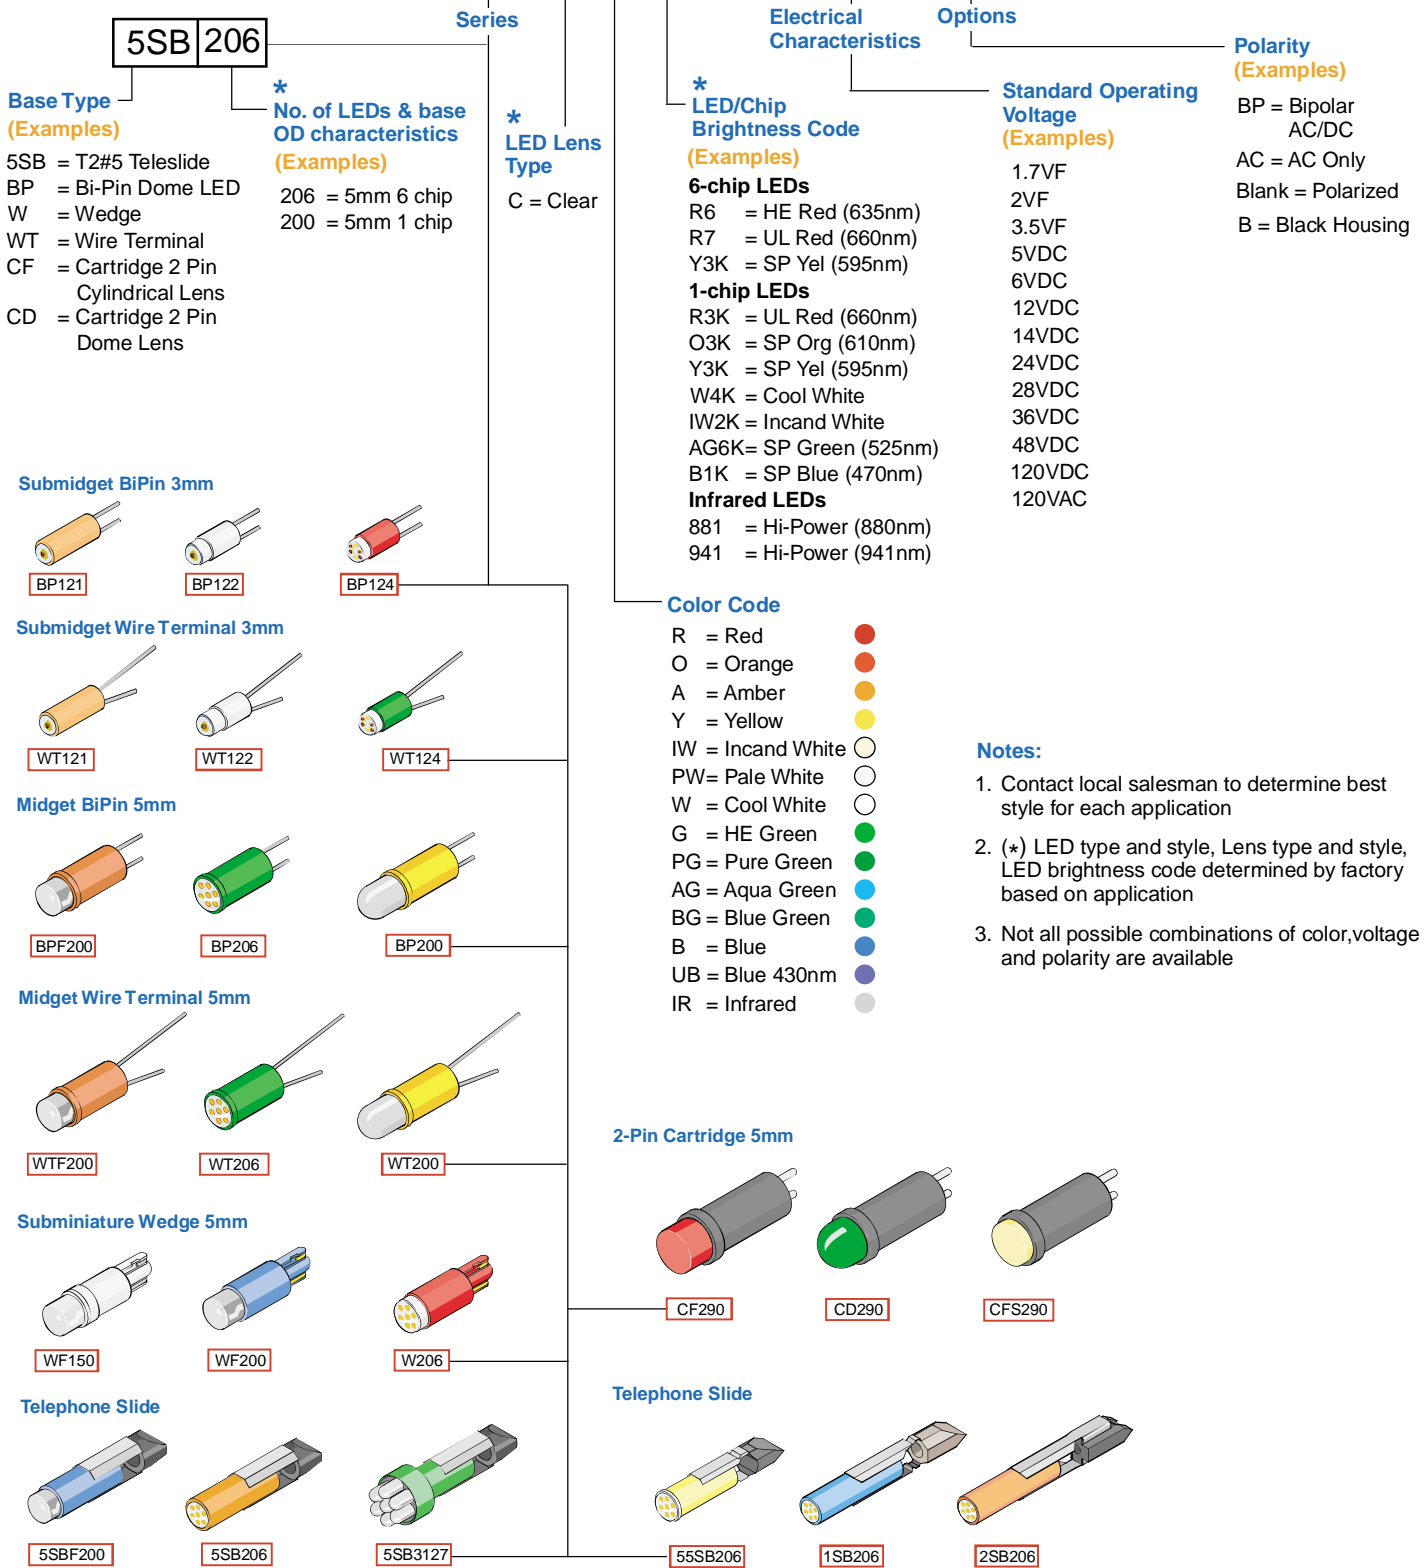 Series
Electrical
Characteristics
Options
5SB 206
Base Type
(Examples)
5SB = T2#5 Teleslide
BP = Bi-Pin Dome LED
W = Wedge
WT = Wire Terminal
CF = Cartridge 2 Pin
Cylindrical Lens
CD = Cartridge 2 Pin
Dome Lens
*
No. of LEDs & base
OD characteristics
(Examples)
206 = 5mm 6 chip
200 = 5mm 1 chip
*
LED Lens
Type
C = Clear
*
LED/Chip
Brightness Code
(Examples)
6-chip LEDs
R6 = HE Red (635nm)
R7 = UL Red (660nm)
Y3K = SP Yel (595nm)
1-chip LEDs
R3K = UL Red (660nm)
O3K = SP Org (610nm)
Y3K = SP Yel (595nm)
W4K = Cool White
IW2K = Incand White
AG6K= SP Green (525nm)
B1K = SP Blue (470nm)
Infrared LEDs
881 = Hi-Power (880nm)
941 = Hi-Power (941nm)
Standard Operating
Voltage
(Examples)
1.7VF
2VF
3.5VF
5VDC
6VDC
12VDC
14VDC
24VDC
28VDC
36VDC
48VDC
120VDC
120VAC
Polarity
(Examples)
BP = Bipolar
AC/DC
AC = AC Only
Blank = Polarized
B = Black Housing
Submidget BiPin 3mm
BP121
BP122
BP124
Submidget Wire Terminal 3mm
WT121
WT122
WT124
Midget BiPin 5mm
BPF200
BP206
BP200
Midget Wire Terminal 5mm
WTF200
WT206
WT200
Subminiature Wedge 5mm
WF150
WF200
W206
Telephone Slide
5SBF200
5SB206
5SB3127
Color Code
R = Red
O = Orange
A = Amber
Y = Yellow
IW = Incand White
PW= Pale White
W = Cool White
G = HE Green
PG = Pure Green
AG = Aqua Green
BG = Blue Green
B = Blue
UB = Blue 430nm
IR = Infrared
Notes:
1. Contact local salesman to determine best
style for each application
2. (*) LED type and style, Lens type and style,
LED brightness code determined by factory
based on application
3. Not all possible combinations of color,voltage
and polarity are available
2-Pin Cartridge 5mm
CF290
CD290
CFS290
Telephone Slide
55SB206
1SB206
2SB206